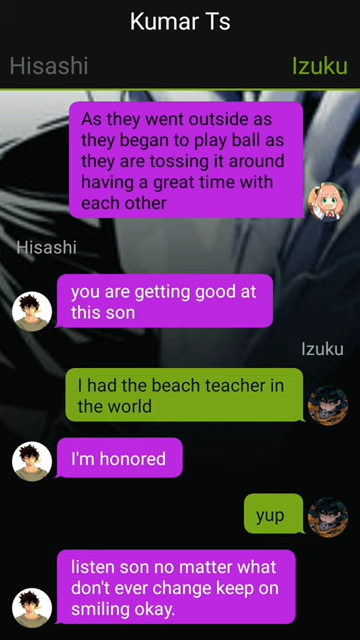 Kumar Ts
Hisashi
Izuku
As they went outside as
they began to play ball as
they are tossing it around
having a great time with
each other
Hisashi
you are getting good at
this son
Izuku
I had the beach teacher in
the world
I'm honored
yup
listen son no matter what
don't ever change keep on
smiling okay.